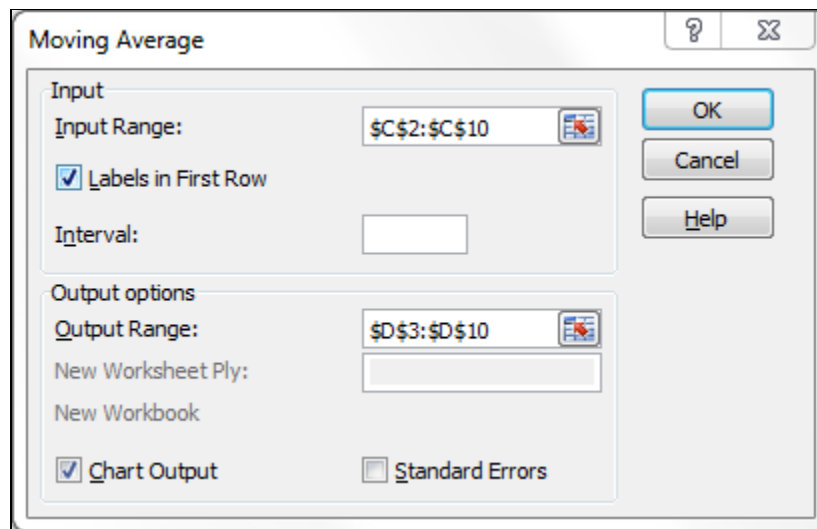 Moving Average
Input
Input Range: $C$2:$C$10
Labels in First Row
Interval:
OK
Cancel
Help
Output options
Output Range: $D$3:$D$10
New Worksheet Ply:
New Workbook
Chart Output Standard Errors